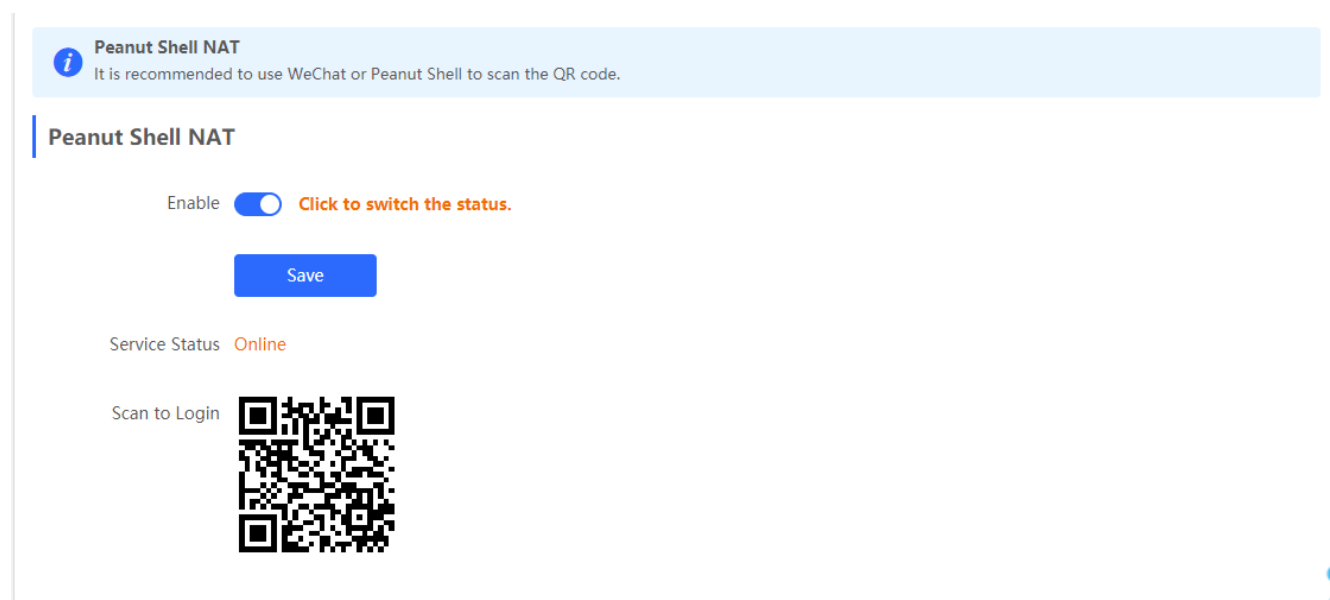 Peanut Shell NAT
It is recommended to use WeChat or Peanut Shell to scan the QR code.
Peanut Shell NAT
Enable Click to switch the status.
Save
Service Status Online
Scan to Login